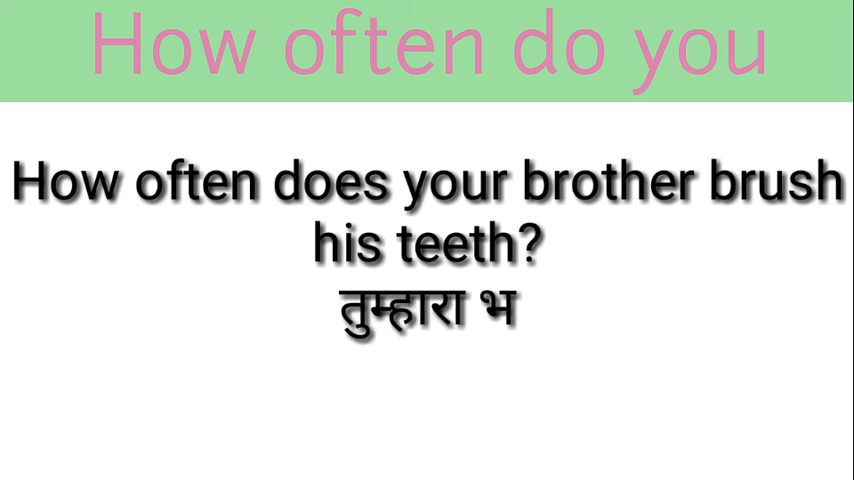 How often do you
How often does your brother brush
his teeth?
तुम्हारा भ